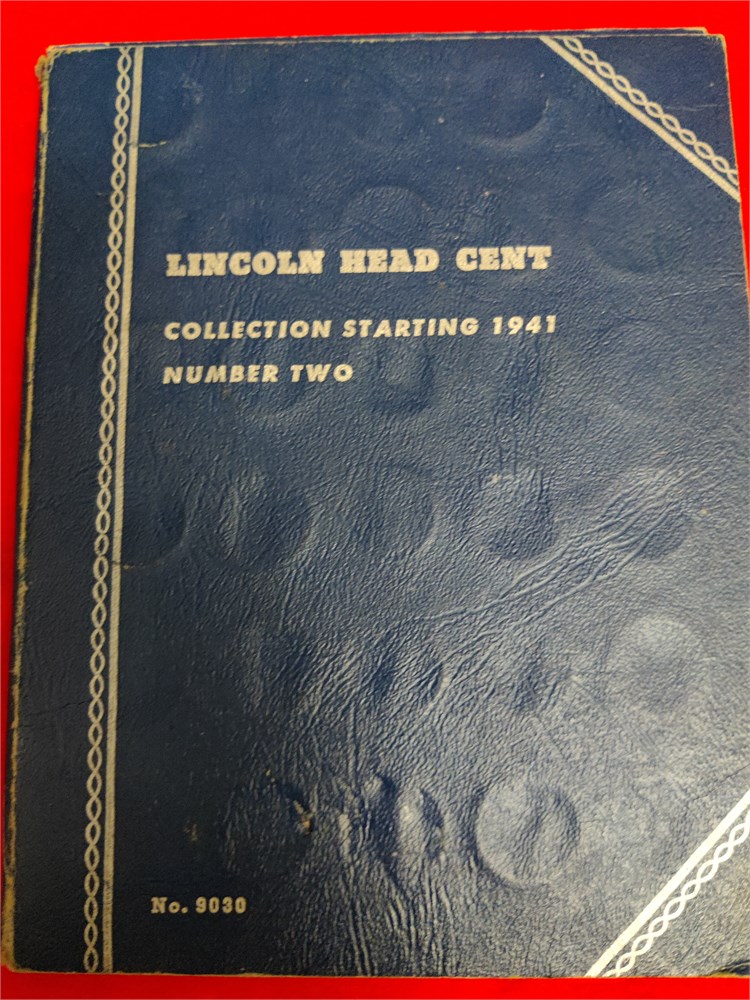 LINCOLN HEAD CENT
COLLECTION STARTING 1941
NUMBER TWO
No. 9030